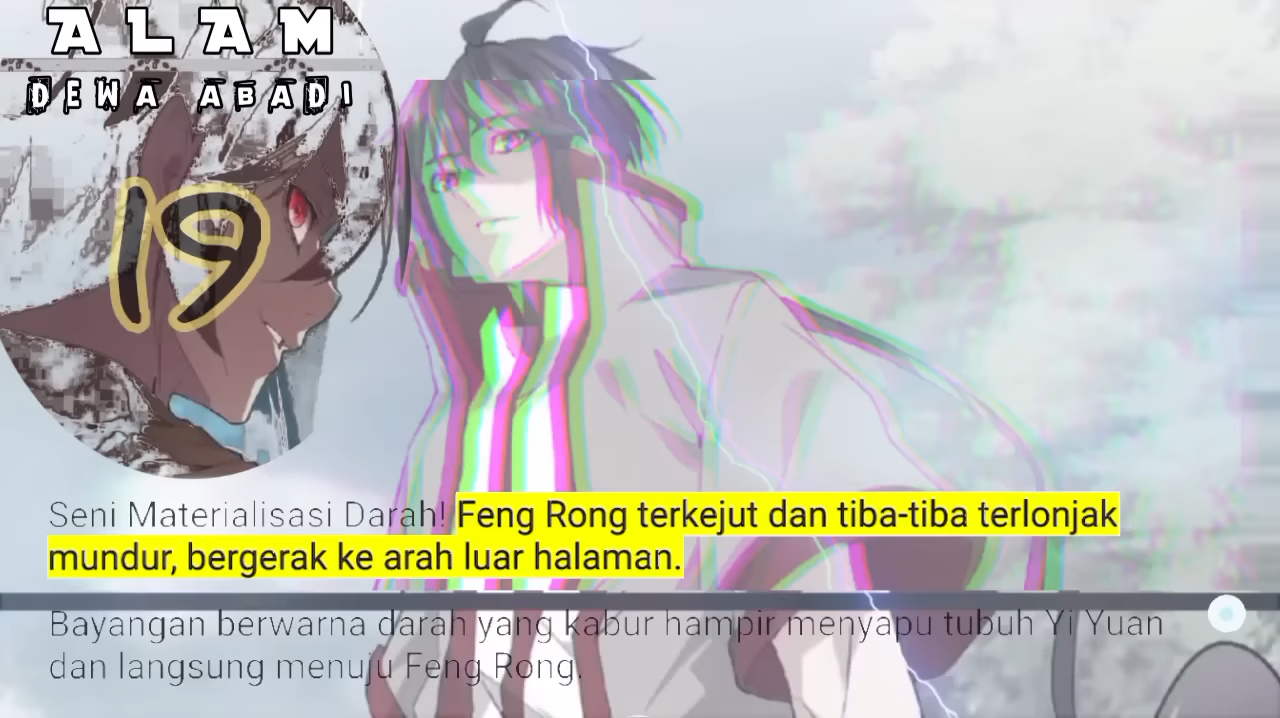 ALAM
DEWA ABADI
19
Seni Materialisasi Darah! Feng Rong terkejut dan tiba-tiba terlonjak
mundur, bergerak ke arah luar halaman.
Bayangan berwarna darah yang kabur hampir menyapu tubuh Yi Yuan
dan langsung menuju Feng Rong.